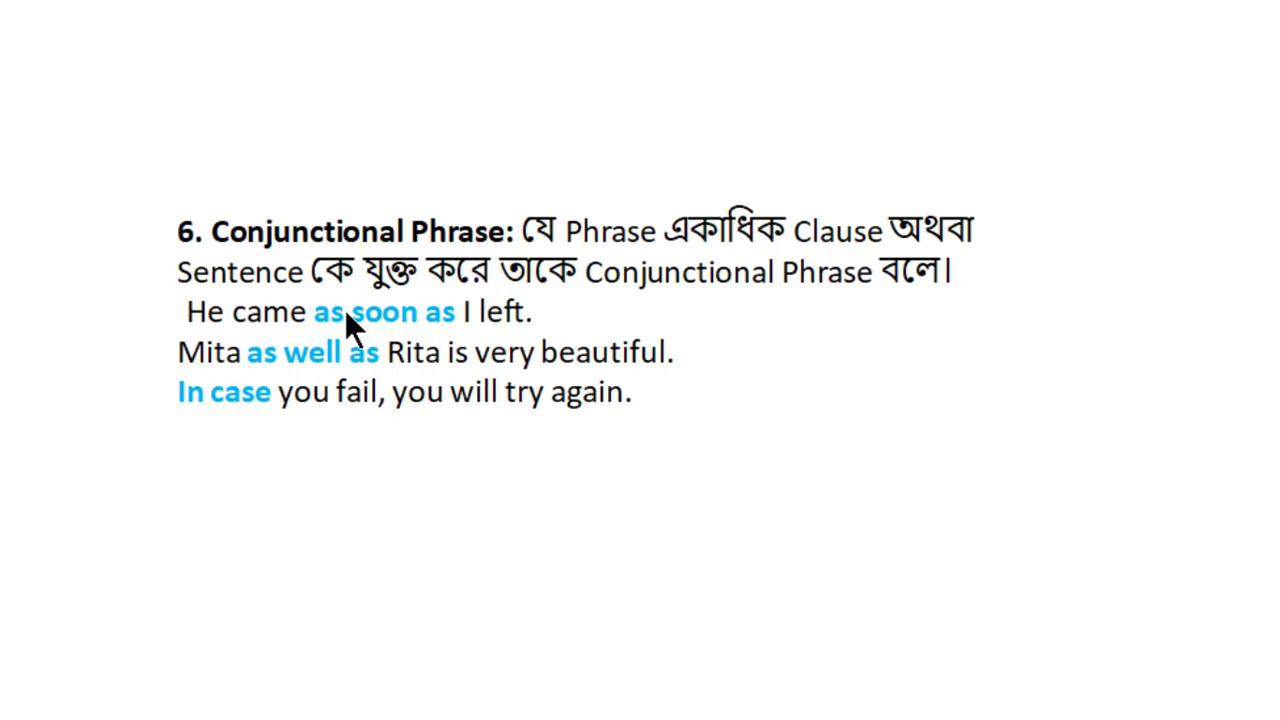 6. Conjunctional Phrase: যে Phrase একাধিক Clause অথবা
Sentence কে যুক্ত করে তাকে Conjunctional Phrase বলে।
He came as soon as I left.
Mita as well as Rita is very beautiful.
In case you fail, you will try again.